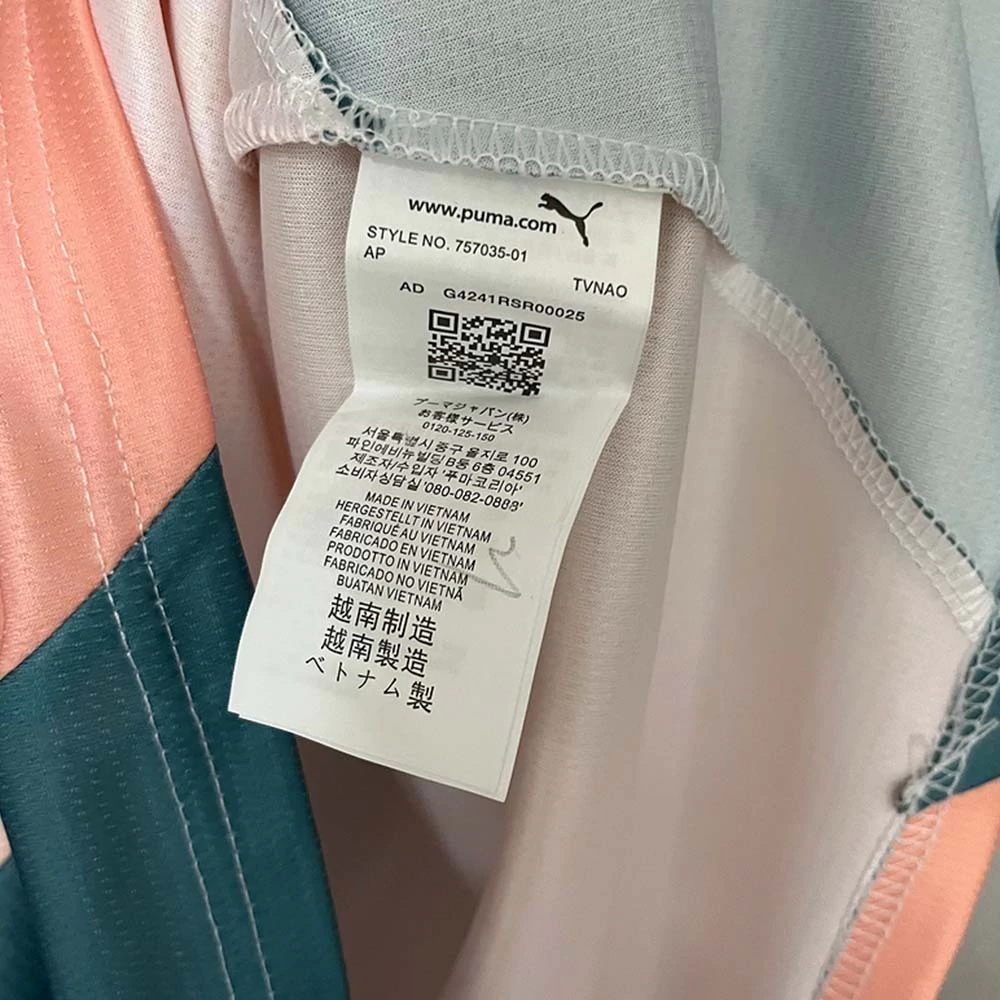 www.puma.com
STYLE NO. 757035-01
AP
TVNAO
AD G4241RSR00025
プーマジャパン(株)
お客様サービス
0120-125-150
서울특별시 중구 을지로 100
파인에비뉴빌딩 B동 6층 04551
제조자/수입자 '푸마코리아'
소비자상담실 '080-082-0888'
MADE IN VIETNAM
HERGESTELLT IN VIETNAM
FABRIQUÉ AU VIETNAM
FABRICADO EN VIETNAM
PRODOTTO IN VIETNAM
FABRICADO NO VIETNÃ
BUATAN VIETNAM
越南制造
越南製造
ベトナム製